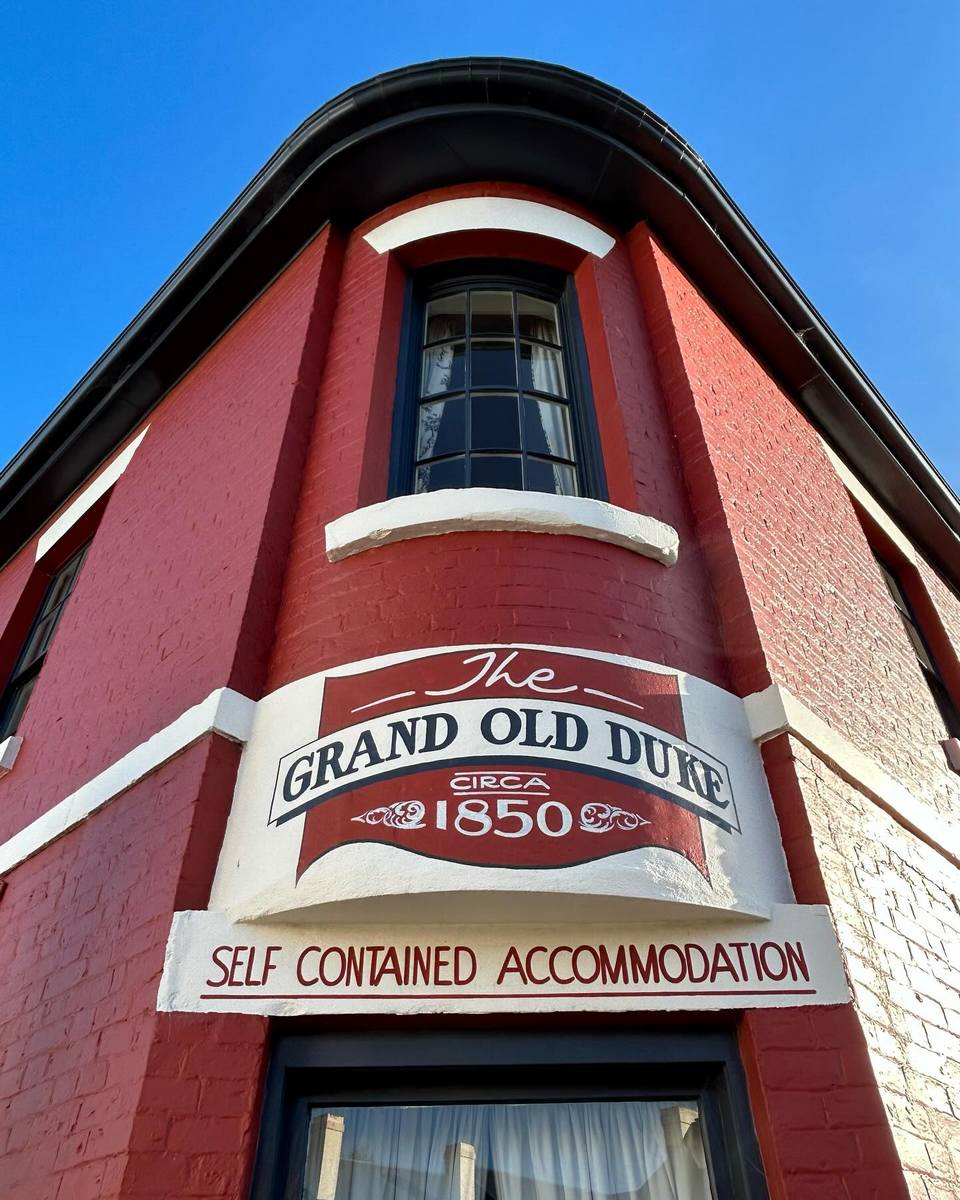 The
GRAND OLD DUKE
CIRCA
1850
SELF CONTAINED ACCOMMODATION